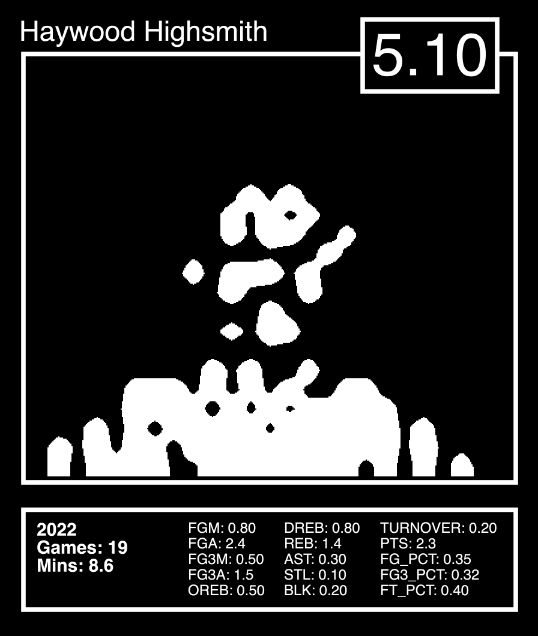 Haywood Highsmith
5.10
2022
Games: 19
Mins: 8.6
FGM: 0.80
FGA: 2.4
FG3M: 0.50
FG3A: 1.5
OREB: 0.50
DREB: 0.80
REB: 1.4
AST: 0.30
STL: 0.10
BLK: 0.20
TURNOVER: 0.20
PTS: 2.3
FG_PCT: 0.35
FG3_PCT: 0.32
FT_PCT: 0.40